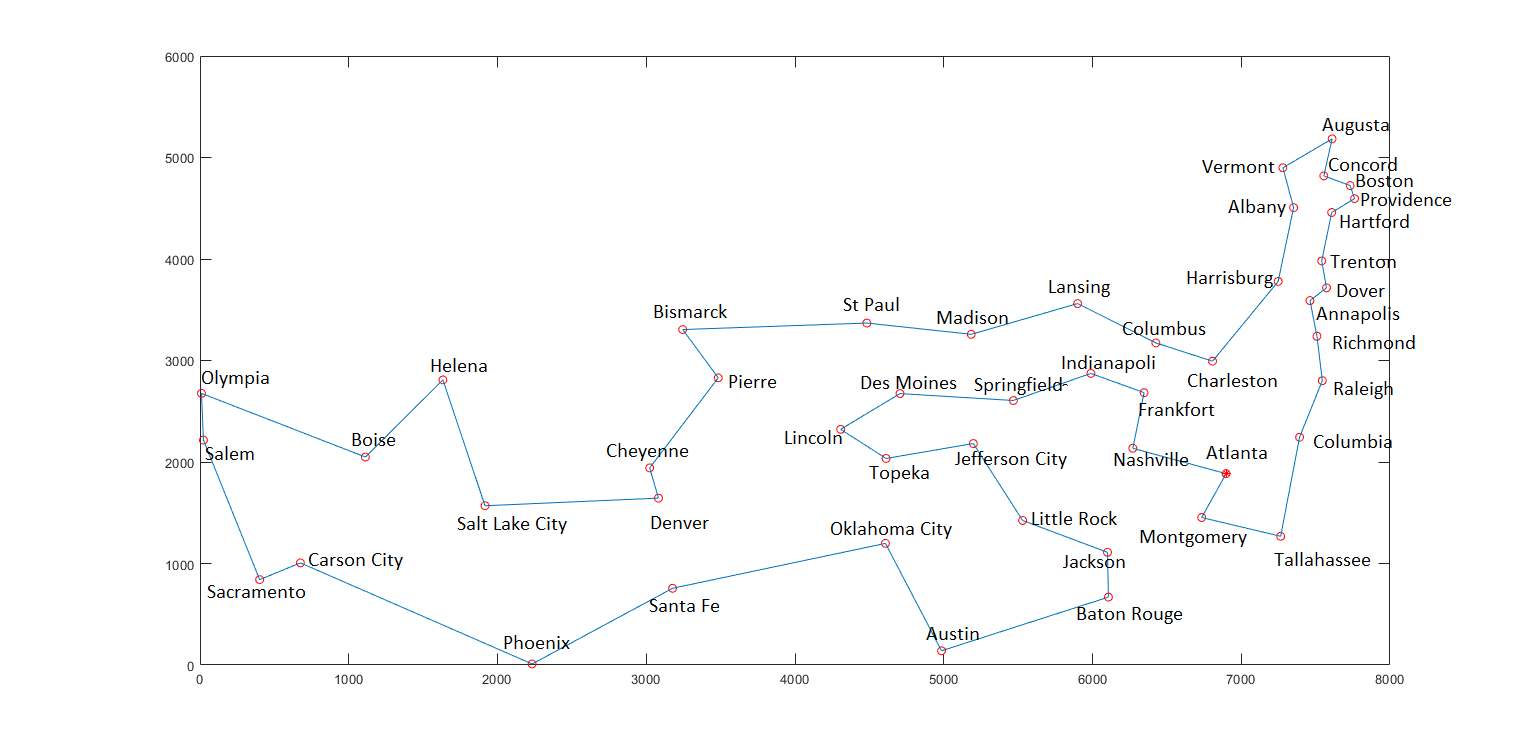 6000
Augusta
5000
Vermont
Concord
Boston
Albany
Providence
Hartford
4000
Trenton
Harrisburg
Lansing
Dover
St Paul
Bismarck
Annapolis
Madison
Columbus
Richmond
3000
Indianapoli
Helena
Olympia
Pierre
Des Moines
Springfield
Charleston
Raleigh
Frankfort
Lincoln
Boise
Columbia
Cheyenne
Atlanta
Salem
Jefferson City
Nashville
2000
Topeka
Little Rock
Salt Lake City
Denver
Oklahoma City
Montgomery
Carson City
Tallahassee
1000
Jackson
Sacramento
Santa Fe
Baton Rouge
Austin
Phoenix
0
0 1000 2000 3000 4000 5000 6000 7000 8000